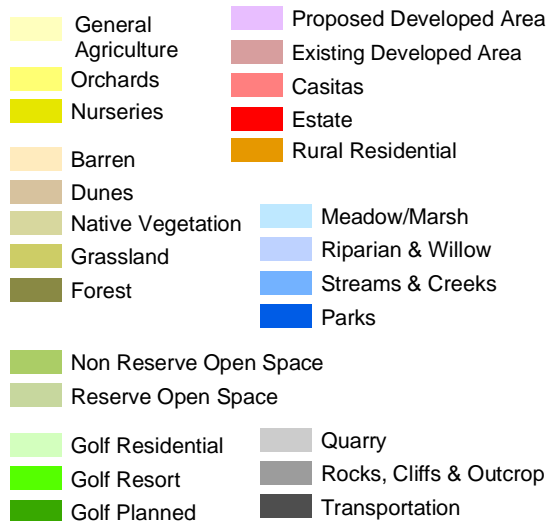 General
Agriculture
Orchards
Nurseries
Barren
Dunes
Native Vegetation
Grassland
Forest
Non Reserve Open Space
Reserve Open Space
Golf Residential
Golf Resort
Golf Planned
Proposed Developed Area
Existing Developed Area
Casitas
Estate
Rural Residential
Meadow/Marsh
Riparian & Willow
Streams & Creeks
Parks
Quarry
Rocks, Cliffs & Outcrop
Transportation